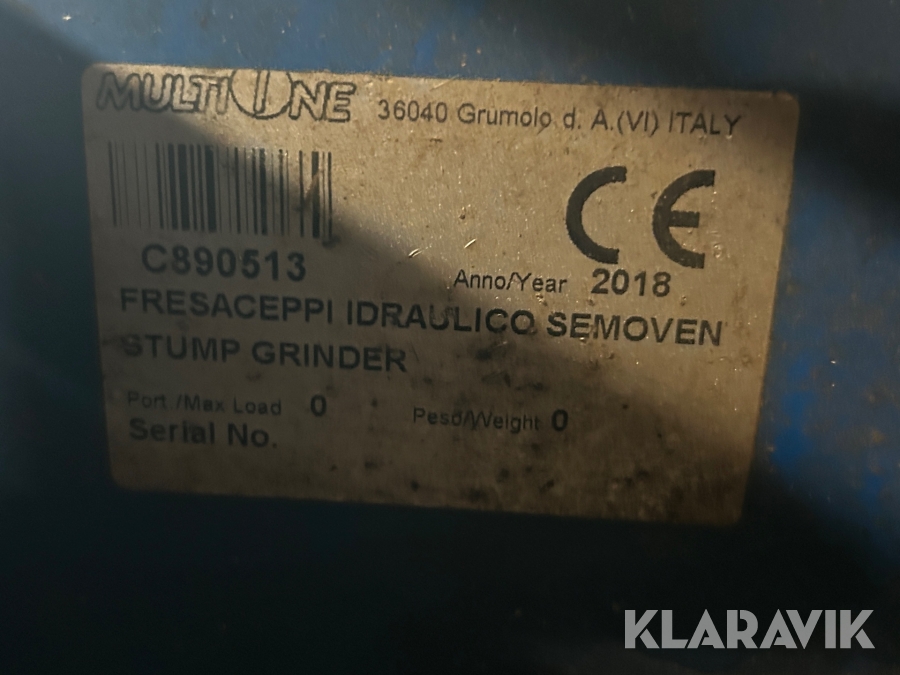 MULTIONE 36040 Grumolo d. A.(VI) ITALY
CE
C890513
Anno/Year 2018
FRESACEPPI IDRAULICO SEMOVEN
STUMP GRINDER
Port./Max Load 0 Peso/Weight 0
Serial No.
KLARAVIK